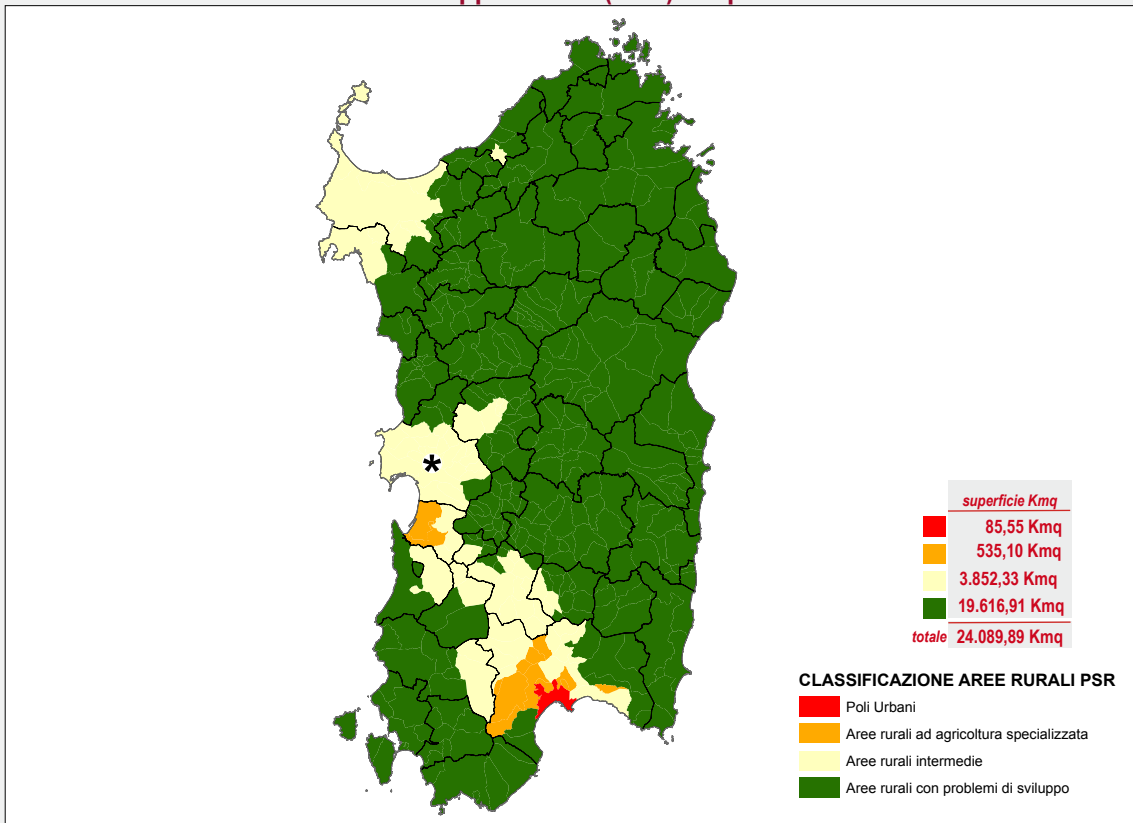 *
superficie Kmq
85,55 Kmq
535,10 Kmq
3.852,33 Kmq
19.616,91 Kmq
totale 24.089,89 Kmq
CLASSIFICAZIONE AREE RURALI PSR
Poli Urbani
Aree rurali ad agricoltura specializzata
Aree rurali intermedie
Aree rurali con problemi di sviluppo